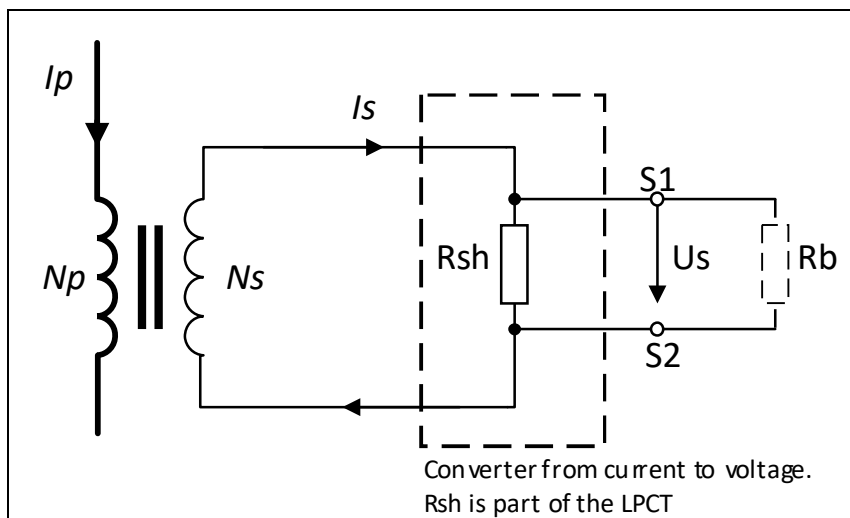 Ip
Is
S1
Np
Ns
Rsh
Us
Rb
S2
Converter from current to voltage.
Rsh is part of the LPCT